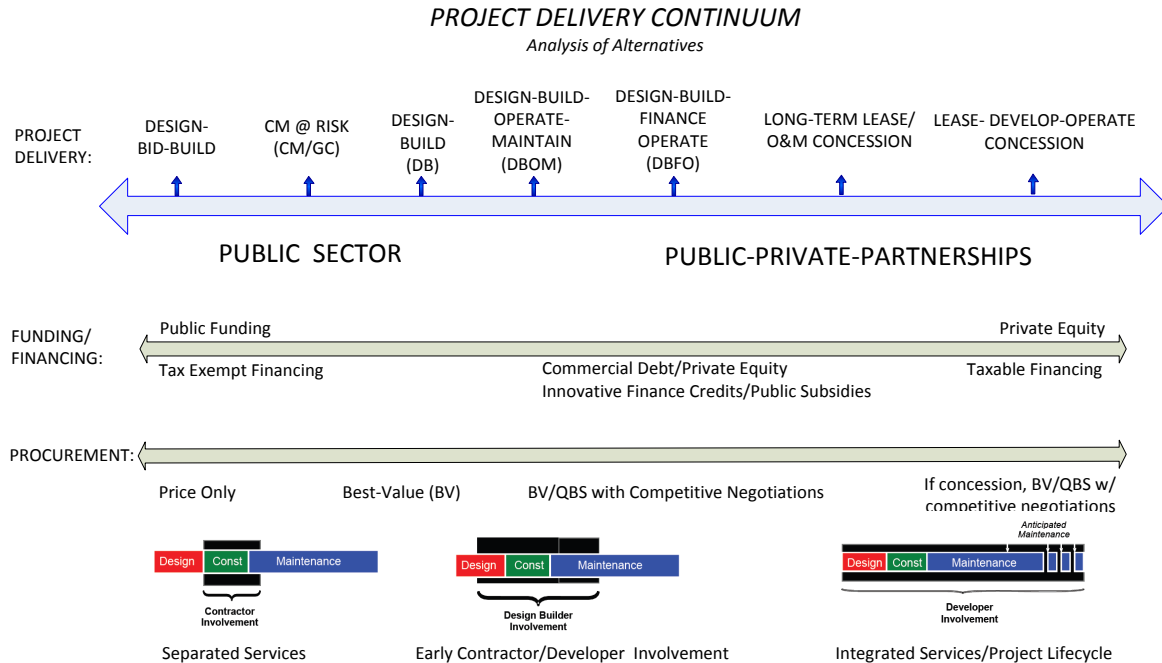 PROJECT DELIVERY CONTINUUM
Analysis of Alternatives
PROJECT
DELIVERY:
DESIGN-
BID-BUILD
CM @ RISK
(CM/GC)
DESIGN-
BUILD
(DB)
DESIGN-BUILD-
OPERATE-
MAINTAIN
(DBOM)
DESIGN-BUILD-
FINANCE
OPERATE
(DBFO)
LONG-TERM LEASE/
O&M CONCESSION
LEASE- DEVELOP-OPERATE
CONCESSION
PUBLIC SECTOR
PUBLIC-PRIVATE-PARTNERSHIPS
FUNDING/
FINANCING:
Public Funding
Private Equity
Tax Exempt Financing
Commercial Debt/Private Equity
Innovative Finance Credits/Public Subsidies
Taxable Financing
PROCUREMENT:
Price Only
Best-Value (BV)
BV/QBS with Competitive Negotiations
If concession, BV/QBS w/
competitive negotiations
Design
Const
Maintenance
Contractor
Involvement
Separated Services
Design
Const
Maintenance
Design Builder
Involvement
Early Contractor/Developer Involvement
Anticipated
Maintenance
Design
Const
Maintenance
Developer
Involvement
Integrated Services/Project Lifecycle